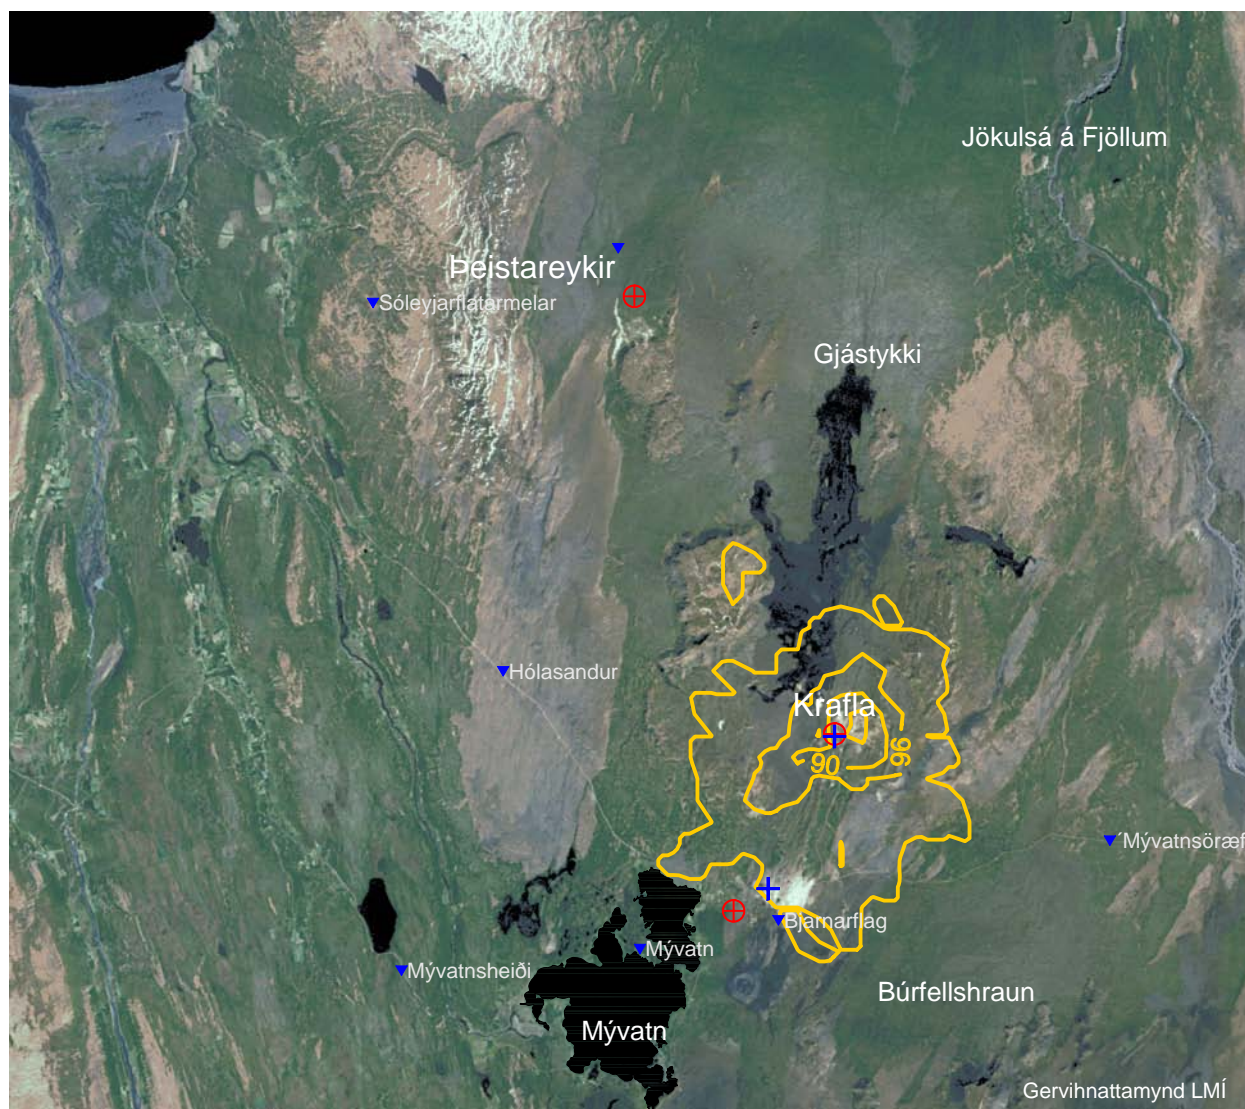 Jökulsá á Fjöllum
Þeistareykir
Sóleyjarflatarmelar
Gjástykki
Hólasandur
Krafla
96
90
´Mývatnsöræf
Bjarnarflag
Mývatn
Mývatnsheiði
Búrfellshraun
Mývatn
Gervihnattamynd LMÍ